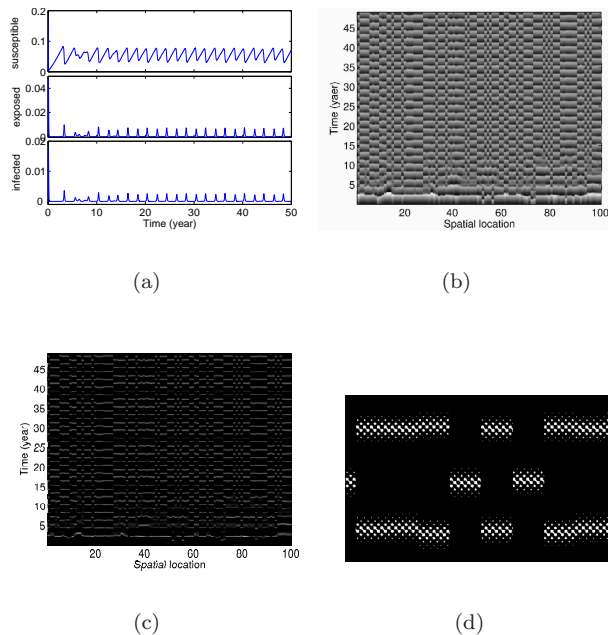 0.2
0.1
0
susceptible
0.04
0.02
0
exposed
0.02
0.01
0
infected
0 10 20 30 40 50
Time (year)
(a)
45
40
35
30
25
20
15
10
5
Time (yaer)
20 40 60 80 100
Spatial location
(b)
45
40
35
30
25
20
15
10
5
Time (year)
20 40 60 80 100
Spatial location
(c)
(d)